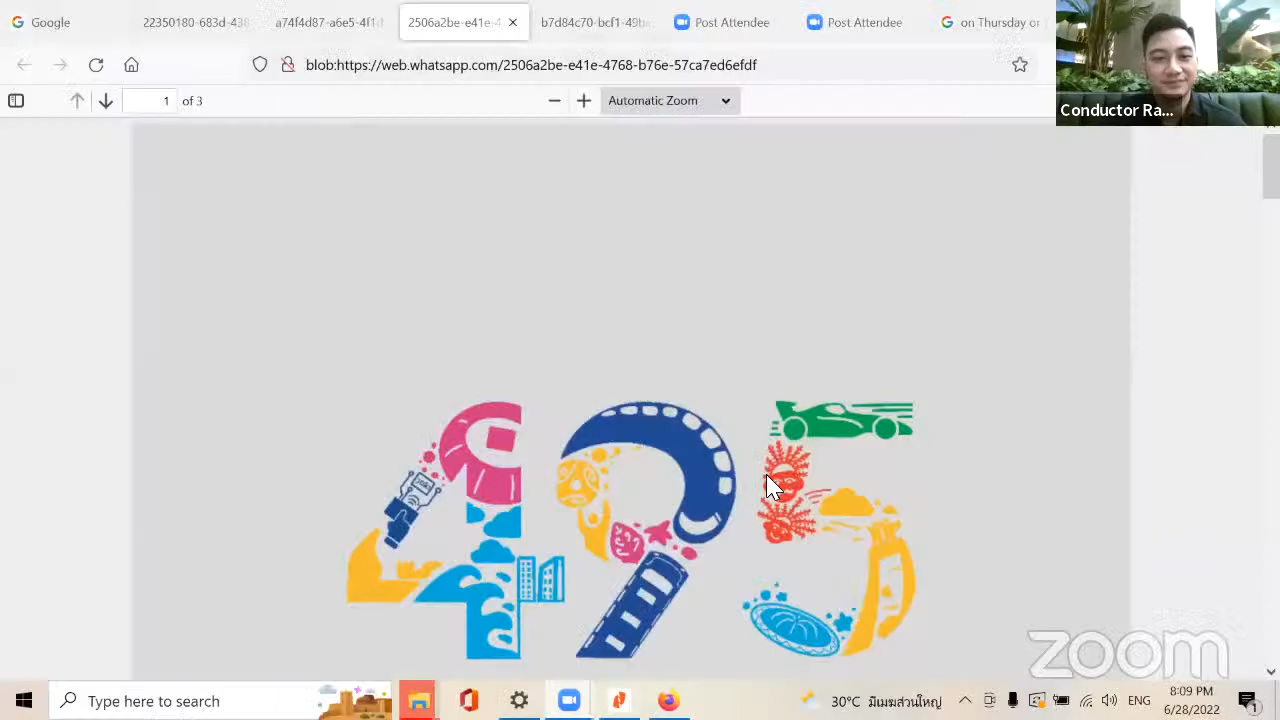 Google
22350180-683d-438
a74f4d87-a6e5-4f1d
2506a2be-e41e-4
b7d84c70-bcf1-49b
Post Attendee
Post Attendee
on Thursday or
blob:https://web.whatsapp.com/2506a2be-e41e-4768-b76e-57ca7ed6efdf
1 of 3
Automatic Zoom
Conductor Ra...
495
zoom
Type here to search
30°C มีเมฆส่วนใหญ่
ENG
8:09 PM
6/28/2022
1